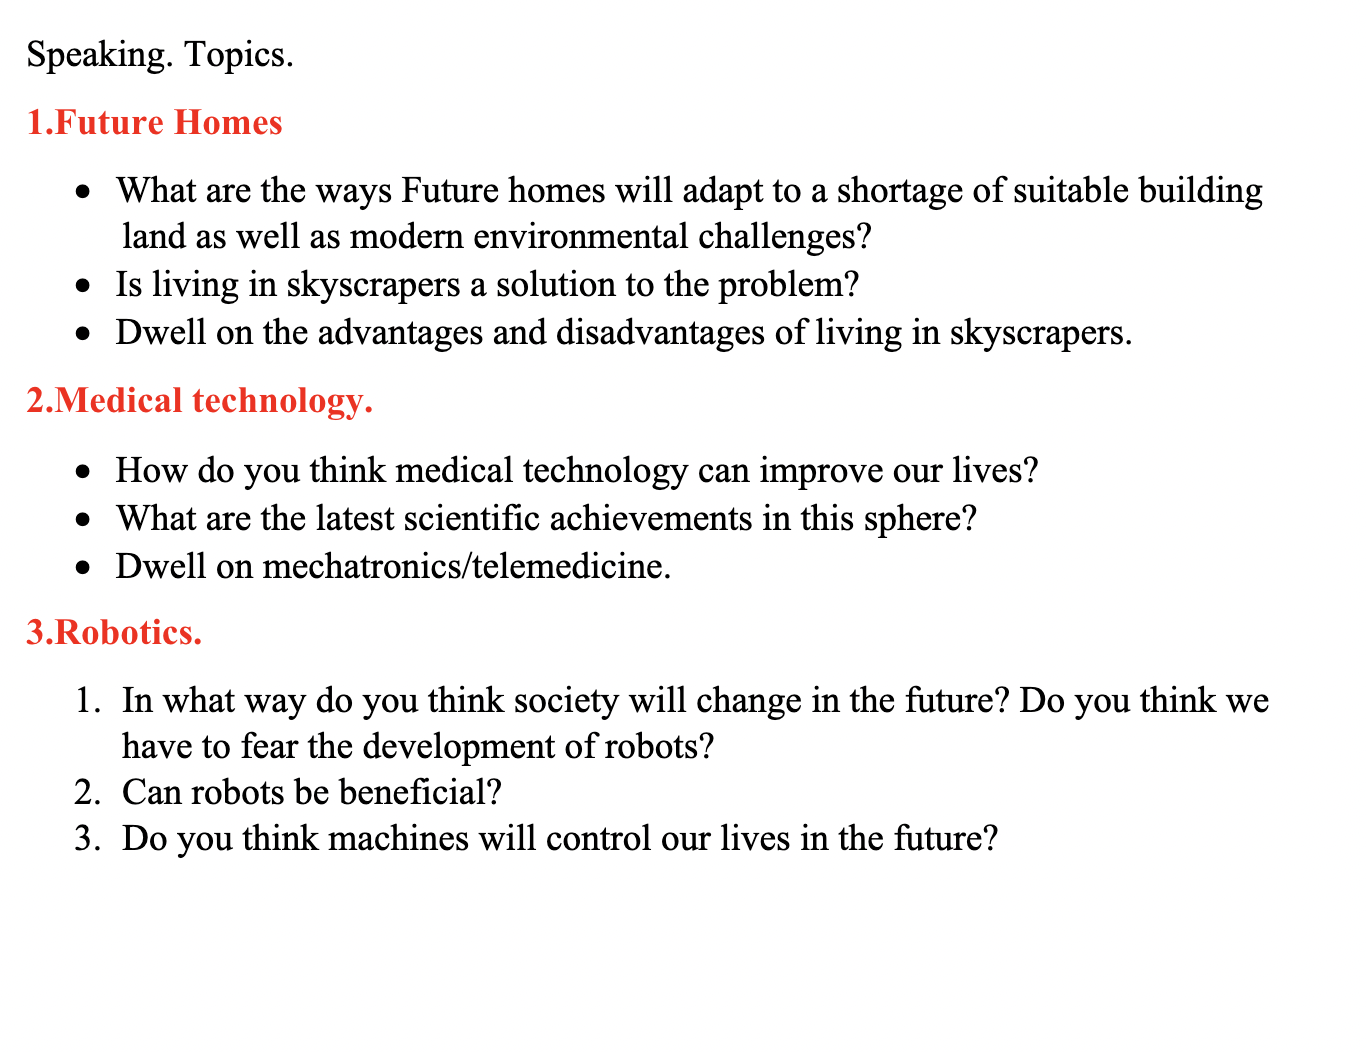 Speaking. Topics.
1.Future Homes
• What are the ways Future homes will adapt to a shortage of suitable building
land as well as modern environmental challenges?
• Is living in skyscrapers a solution to the problem?
• Dwell on the advantages and disadvantages of living in skyscrapers.
2.Medical technology.
• How do you think medical technology can improve our lives?
• What are the latest scientific achievements in this sphere?
• Dwell on mechatronics/telemedicine.
3.Robotics.
1. In what way do you think society will change in the future? Do you think we
have to fear the development of robots?
2. Can robots be beneficial?
3. Do you think machines will control our lives in the future?